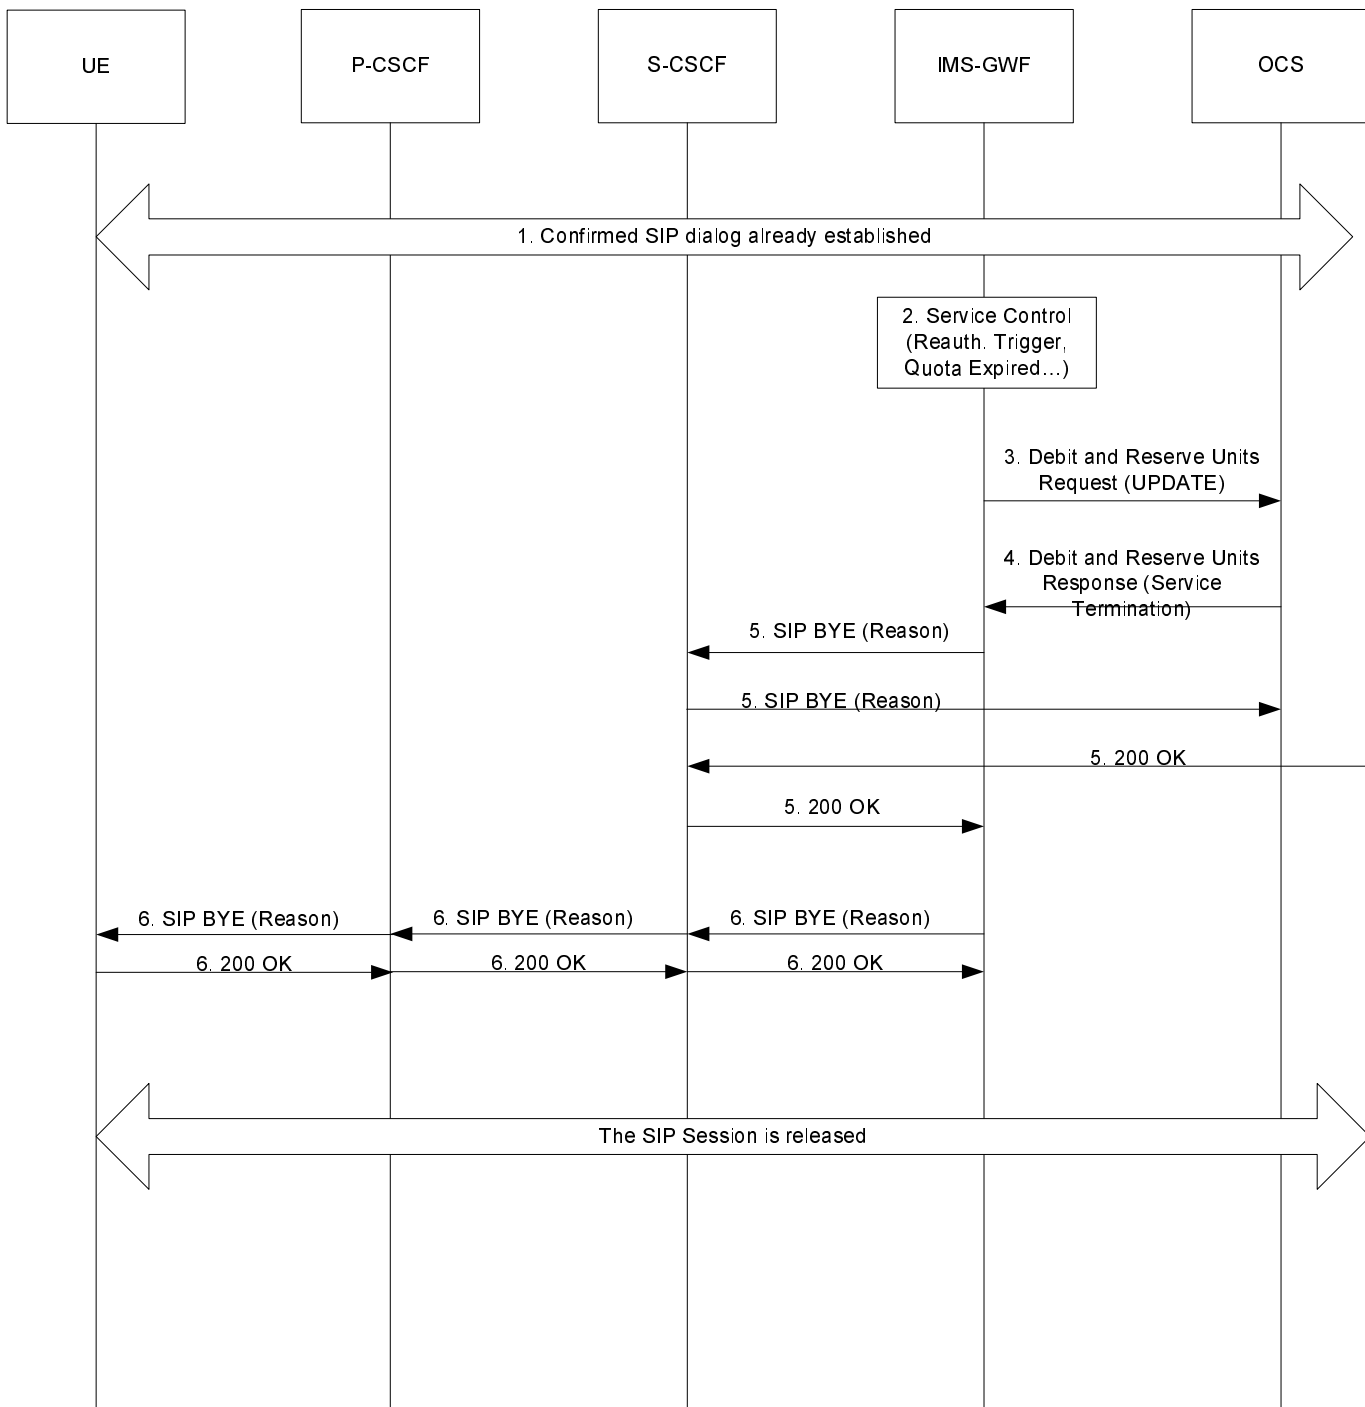 UE
P-CSCF
S-CSCF
IMS-GWF
OCS
1. Confirmed SIP dialog already established
2. Service Control
(Reauth. Trigger,
Quota Expired…)
3. Debit and Reserve Units
Request (UPDATE)
4. Debit and Reserve Units
Response (Service
Termination)
5. SIP BYE (Reason)
5. SIP BYE (Reason)
5. 200 OK
5. 200 OK
6. SIP BYE (Reason)
6. SIP BYE (Reason)
6. SIP BYE (Reason)
6. 200 OK
6. 200 OK
6. 200 OK
The SIP Session is released